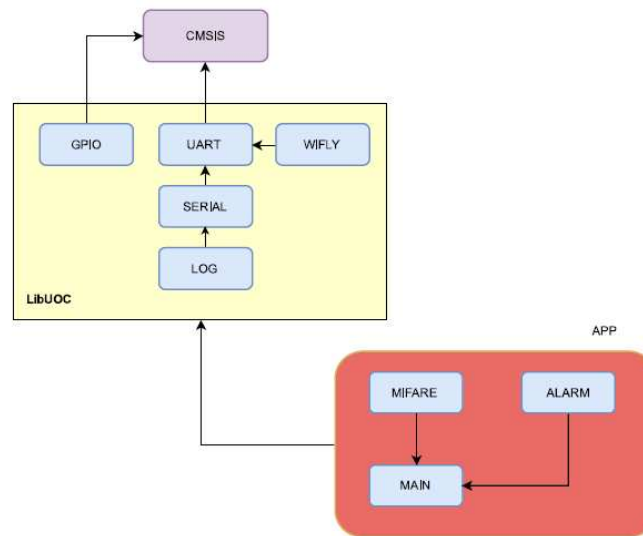 CMSIS
GPIO
UART
WIFLY
SERIAL
LOG
LibUOC
APP
MIFARE
ALARM
MAIN